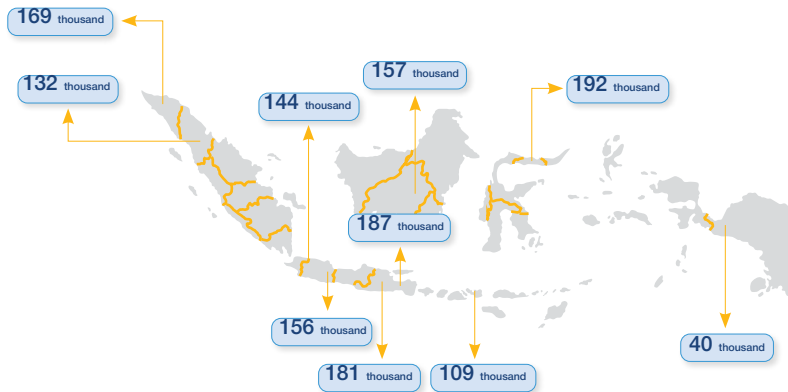 169 thousand
132 thousand
144 thousand
157 thousand
192 thousand
187 thousand
156 thousand
181 thousand
109 thousand
40 thousand